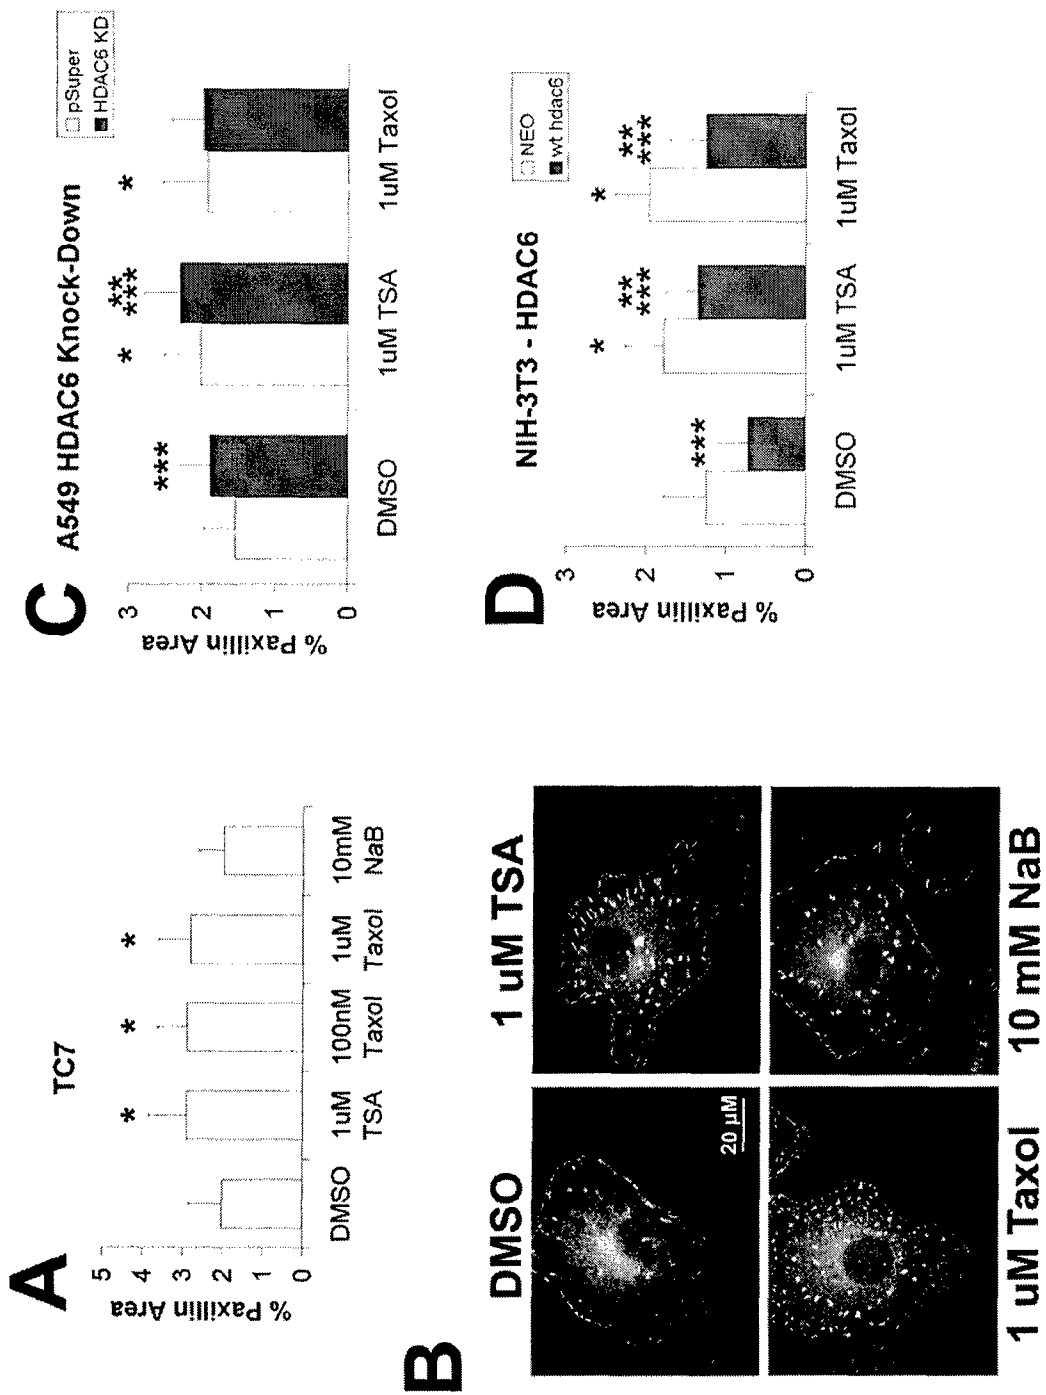 A
TC7
% Paxillin Area
5
4
3
2
1
0
*
*
*
DMSO
1uM
TSA
100nM
Taxol
1uM
Taxol
10mM
NaB
B
DMSO
1 uM TSA
20 µM
1 uM Taxol
10 mM NaB
C
A549 HDAC6 Knock-Down
pSuper
HDAC6 KD
% Paxillin Area
3
2
1
0
***
*
**
***
*
DMSO
1uM TSA
1uM Taxol
D
NIH-3T3 - HDAC6
NEO
wt hdac6
% Paxillin Area
3
2
1
0
***
*
**
***
*
**
***
DMSO
1uM TSA
1uM Taxol